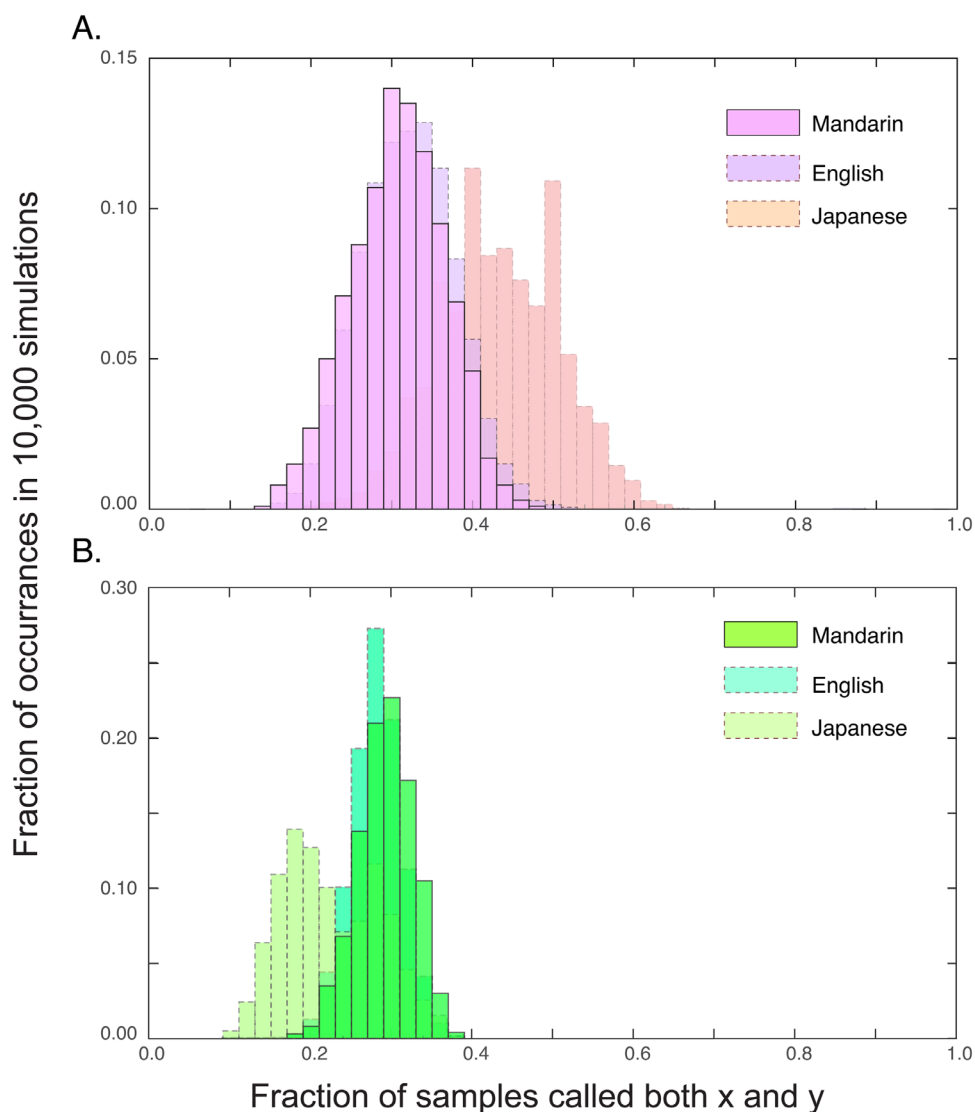 A.
0.15
0.10
0.05
0.00
0.0 0.2 0.4 0.6 0.8 1.0
Mandarin
English
Japanese
B.
0.30
0.20
0.10
0.00
0.0 0.2 0.4 0.6 0.8 1.0
Mandarin
English
Japanese
Fraction of occurrances in 10,000 simulations
Fraction of samples called both x and y